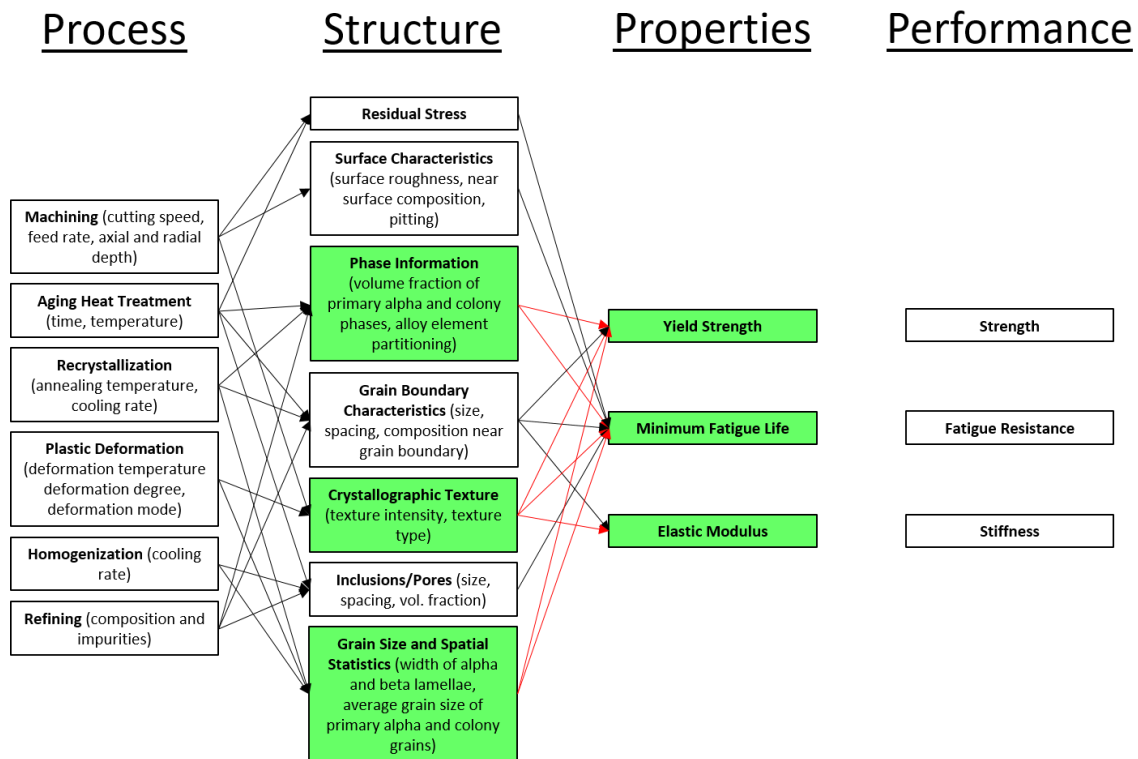 Process
Structure
Properties
Performance
Machining (cutting speed,
feed rate, axial and radial
depth)
Aging Heat Treatment
(time, temperature)
Recrystallization
(annealing temperature,
cooling rate)
Plastic Deformation
(deformation temperature
deformation degree,
deformation mode)
Homogenization (cooling
rate)
Refining (composition and
impurities)
Residual Stress
Surface Characteristics
(surface roughness, near
surface composition,
pitting)
Phase Information
(volume fraction of
primary alpha and colony
phases, alloy element
partitioning)
Grain Boundary
Characteristics (size,
spacing, composition near
grain boundary)
Crystallographic Texture
(texture intensity, texture
type)
Inclusions/Pores (size,
spacing, vol. fraction)
Grain Size and Spatial
Statistics (width of alpha
and beta lamellae,
average grain size of
primary alpha and colony
grains)
Yield Strength
Minimum Fatigue Life
Elastic Modulus
Strength
Fatigue Resistance
Stiffness